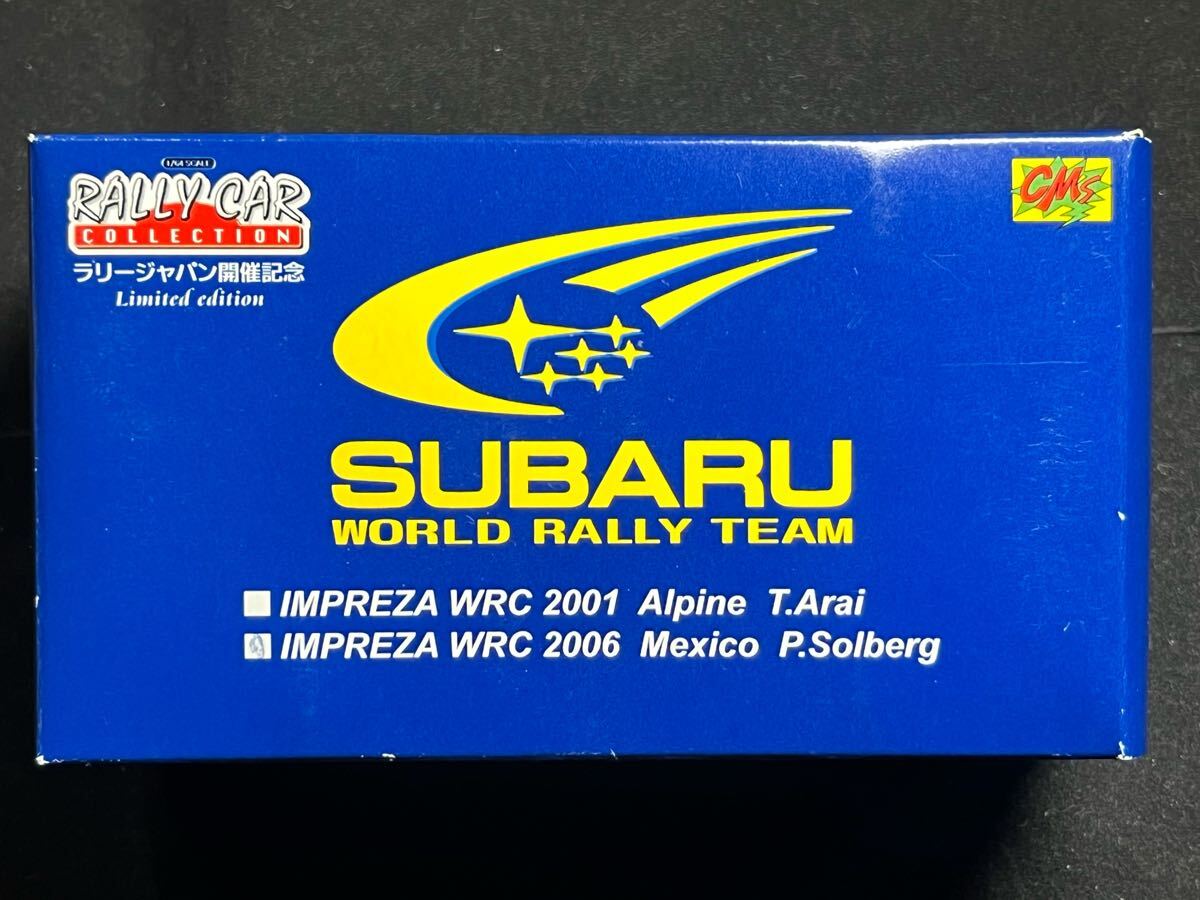 1/64 SCALE
RALLY CAR
COLLECTION
ラリージャパン開催記念
Limited edition
CMs
SUBARU
WORLD RALLY TEAM
IMPREZA WRC 2001 Alpine T.Arai
IMPREZA WRC 2006 Mexico P.Solberg